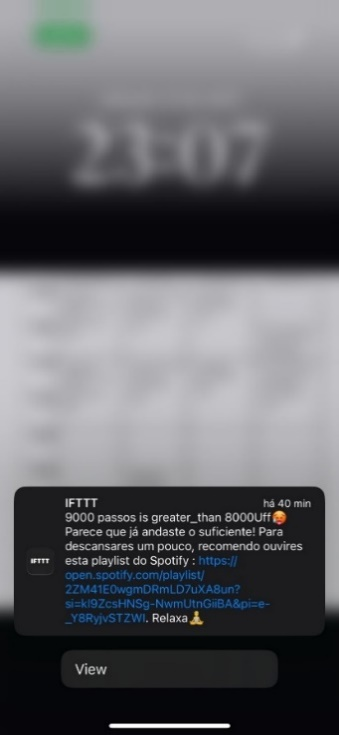 23:07
IFTTT
há 40 min
9000 passos is greater_than 8000Uff🥵
Parece que já andaste o suficiente! Para
descansares um pouco, recomendo ouvires
esta playlist do Spotify : https://
open.spotify.com/playlist/
2ZM41E0wgmDRmLD7uXA8un?
si=kI9ZcsHNSg-NwmUtnGiiBA&pi=e-
_Y8RyjvSTZWI. Relaxa🧘
IFTTT
View